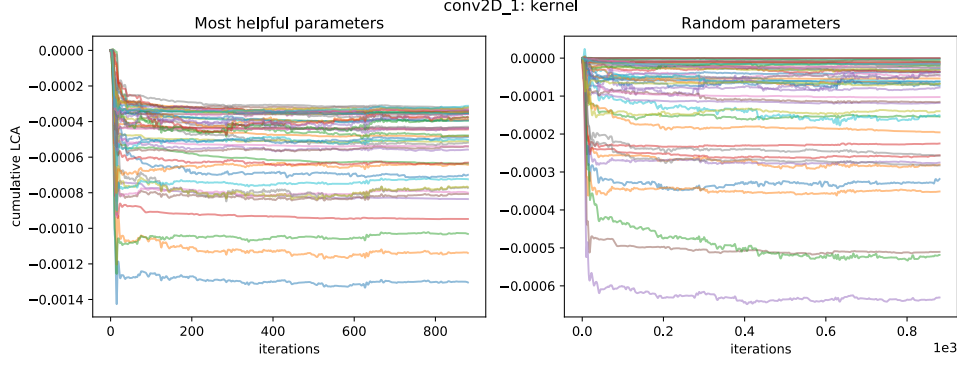 conv2D_1: kernel
Most helpful parameters
cumulative LCA
0.0000
−0.0002
−0.0004
−0.0006
−0.0008
−0.0010
−0.0012
−0.0014
0 200 400 600 800
iterations
Random parameters
0.0000
−0.0001
−0.0002
−0.0003
−0.0004
−0.0005
−0.0006
0.0 0.2 0.4 0.6 0.8
iterations
1e3